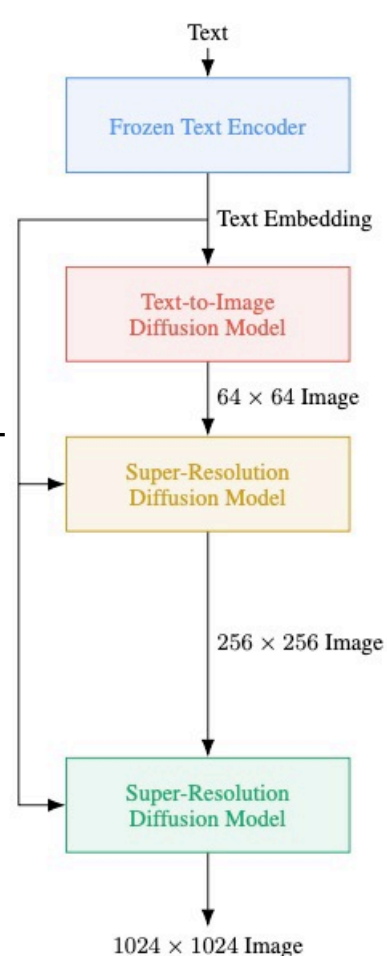 Text
Frozen Text Encoder
Text Embedding
Text-to-Image
Diffusion Model
64 × 64 Image
Super-Resolution
Diffusion Model
256 × 256 Image
Super-Resolution
Diffusion Model
1024 × 1024 Image